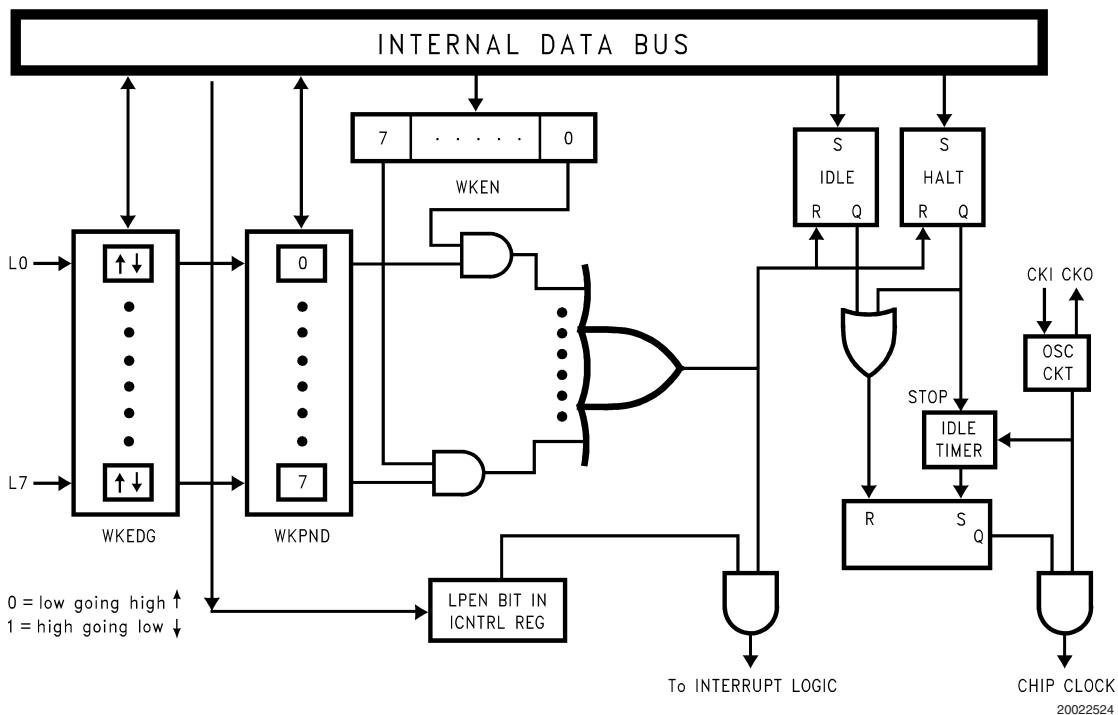 INTERNAL DATA BUS
7 · · · · · 0
WKEN
S
IDLE
R Q
S
HALT
R Q
L0
0
CKI CKO
OSC
CKT
STOP
IDLE
TIMER
L7
7
WKEDG
WKPND
R S
Q
0 = low going high ↑
1 = high going low ↓
LPEN BIT IN
ICNTRL REG
To INTERRUPT LOGIC
CHIP CLOCK
20022524